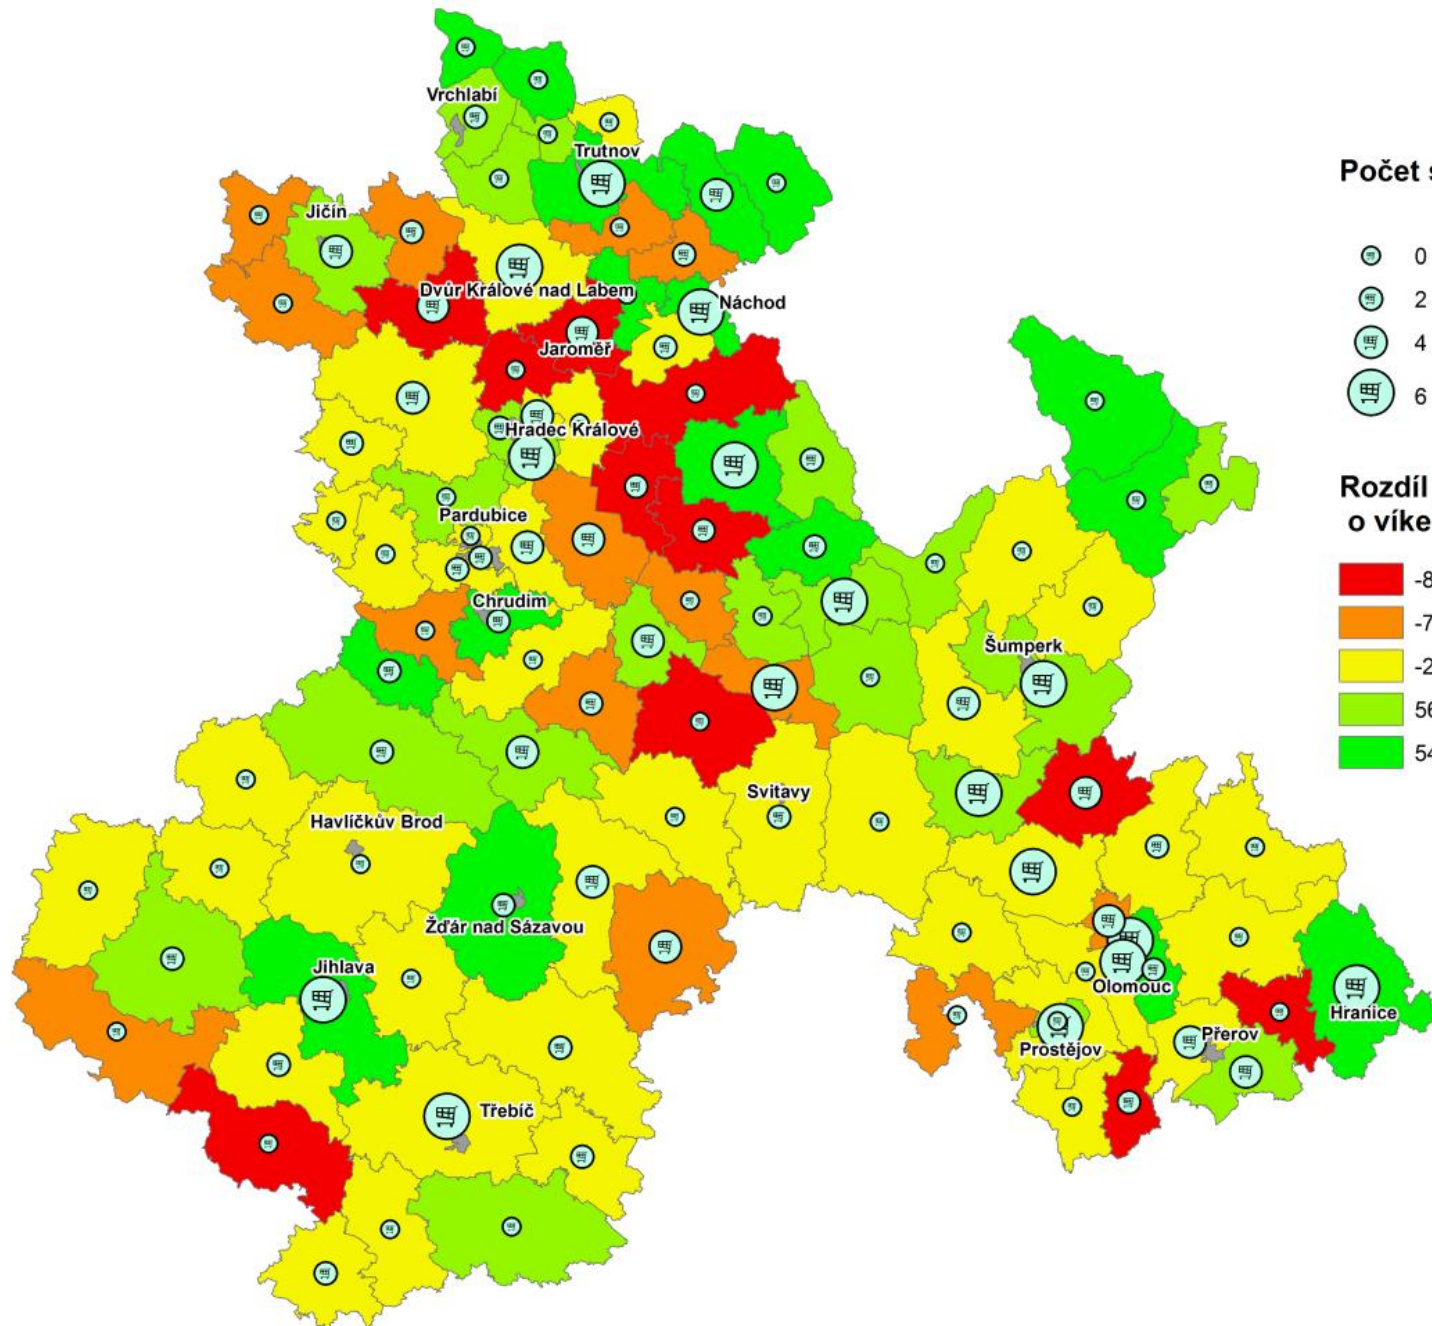 Vrchlabí
Trutnov
Počet s
Jičín
0
Dvůr Králové nad Labem
Náchod
2
Jaroměř
4
6
Hradec Králové
Rozdíl
o víke
Pardubice
-8
-7
Chrudim
-2
Šumperk
56
54
Svitavy
Havlíčkův Brod
Žďár nad Sázavou
Jihlava
Olomouc
Hranice
Přerov
Prostějov
Třebíč